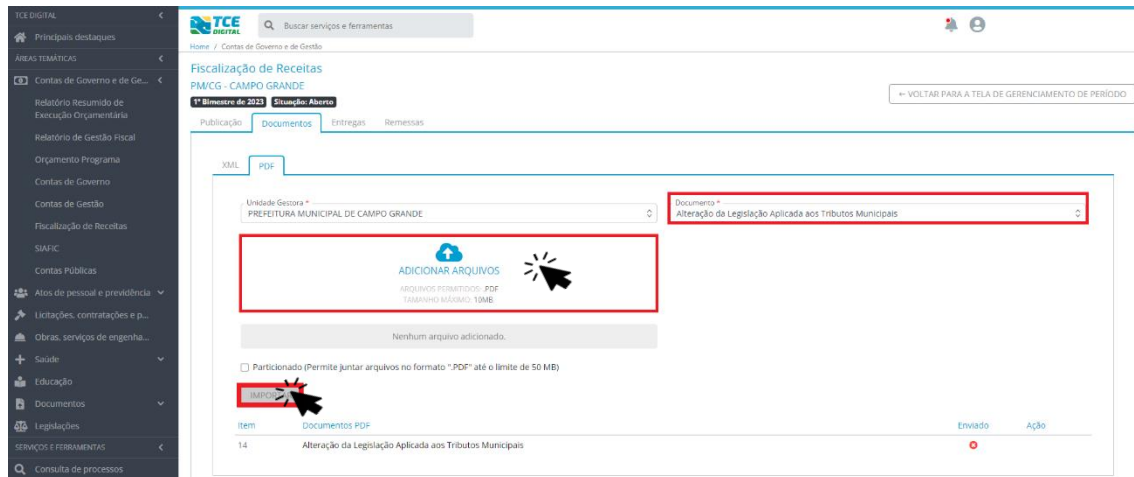 TCE DIGITAL
Principais destaques
ÁREAS TEMÁTICAS
Contas de Governo e de Ge...
Relatório Resumido de
Execução Orçamentária
Relatório de Gestão Fiscal
Orçamento Programa
Contas de Governo
Contas de Gestão
Fiscalização de Receitas
SIAFIC
Contas Públicas
Atos de pessoal e previdência
Licitações, contratações e p...
Obras, serviços de engenha...
Saúde
Educação
Documentos
Legislações
SERVIÇOS E FERRAMENTAS
Consulta de processos
TCE
DIGITAL
Buscar serviços e ferramentas
Home / Contas de Governo e de Gestão
Fiscalização de Receitas
PM/CG - CAMPO GRANDE
1º Bimestre de 2023 Situação: Aberto
← VOLTAR PARA A TELA DE GERENCIAMENTO DE PERÍODO
Publicação Documentos Entregas Remessas
XML PDF
Unidade Gestora *
PREFEITURA MUNICIPAL DE CAMPO GRANDE
Documento *
Alteração da Legislação Aplicada aos Tributos Municipais
ADICIONAR ARQUIVOS
ARQUIVOS PERMITIDOS: .PDF
TAMANHO MÁXIMO: 10MB
Nenhum arquivo adicionado.
Particionado (Permite juntar arquivos no formato ".PDF" até o limite de 50 MB)
Item Documentos PDF Enviado Ação
14 Alteração da Legislação Aplicada aos Tributos Municipais